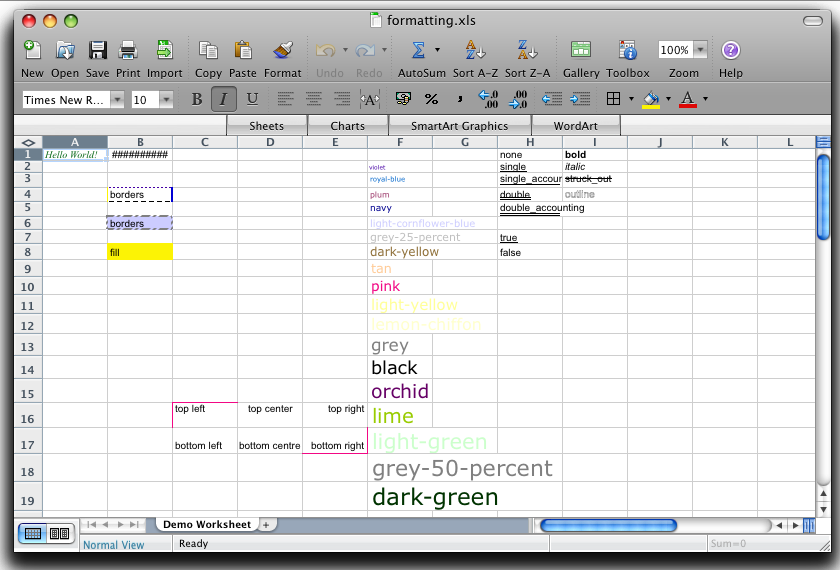 formatting.xls
New Open Save Print Import Copy Paste Format Undo Redo AutoSum Sort A-Z Sort Z-A Gallery Toolbox 100% Zoom Help
Times New R... 10 B I U
Sheets Charts SmartArt Graphics WordArt
A B C D E F G H I J K L
1 Hello World! ########## none bold
2 violet single italic
3 royal-blue single_accour struck_out
4 borders plum double outline
5 navy double_accounting
6 borders light-cornflower-blue
7 grey-25-percent true
8 fill dark-yellow false
9 tan
10 pink
11 light-yellow
12 lemon-chiffon
13 grey
14 black
15 orchid
16 top left top center top right lime
17 bottom left bottom centre bottom right light-green
18 grey-50-percent
19 dark-green
Demo Worksheet +
Normal View Ready Sum=0